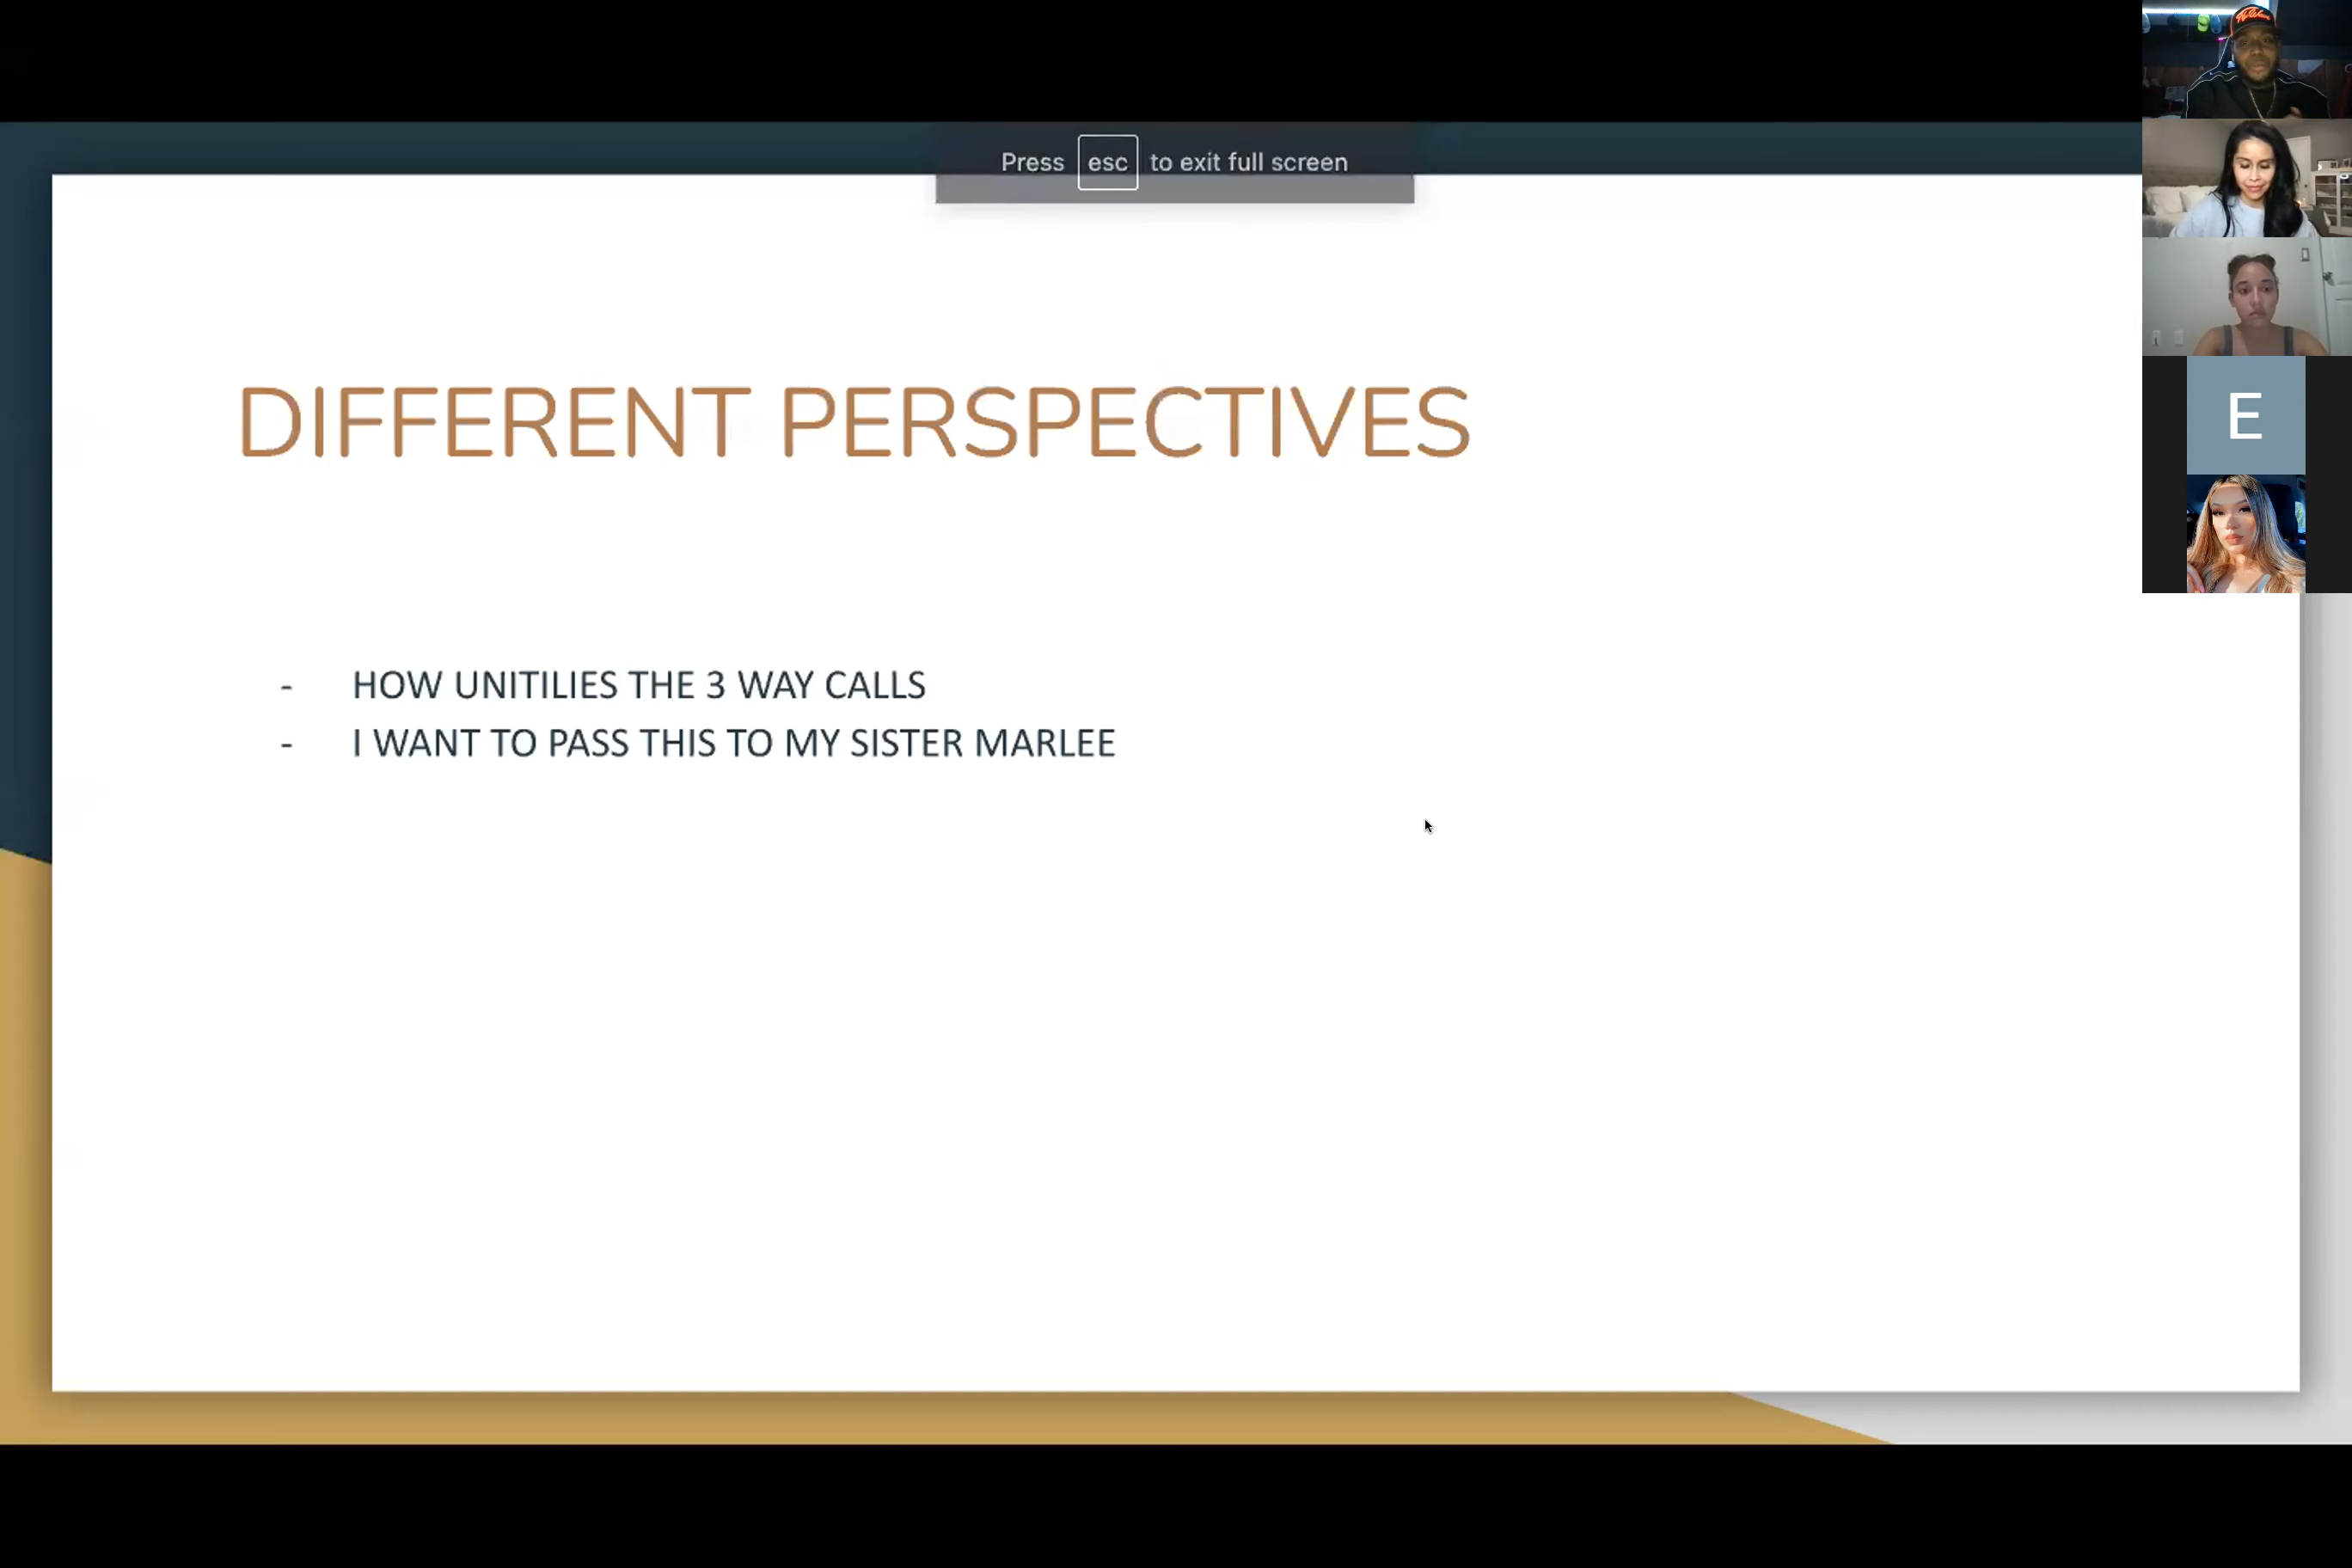 Press esc to exit full screen
DIFFERENT PERSPECTIVES
- HOW UNITILIES THE 3 WAY CALLS
- I WANT TO PASS THIS TO MY SISTER MARLEE
E